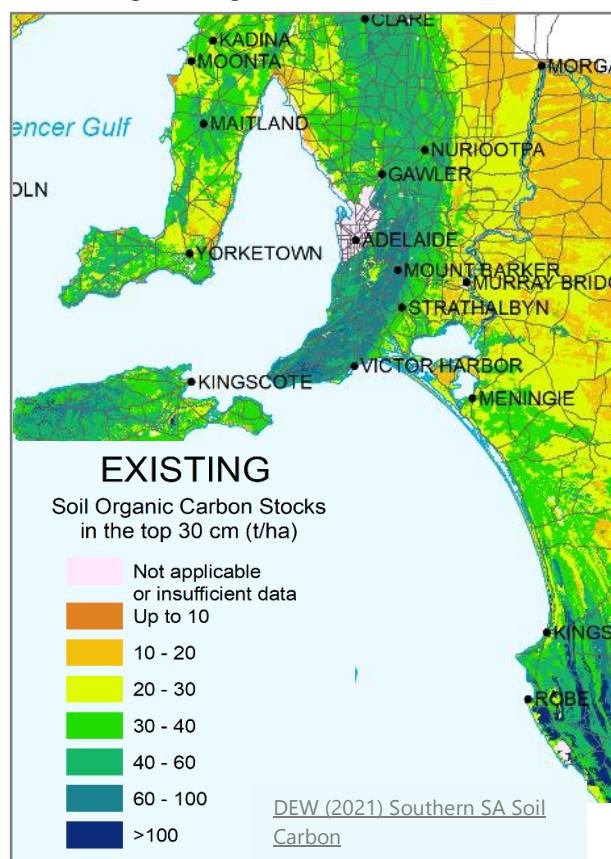 CLARE
KADINA
MOONTA
MORGA
encer Gulf
MAITLAND
NURIOOTPA
GAWLER
OLN
ADELAIDE
YORKETOWN
MOUNT BARKER
MURRAY BRIDG
STRATHALBYN
VICTOR HARBOR
KINGSCOTE
MENINGIE
EXISTING
Soil Organic Carbon Stocks
in the top 30 cm (t/ha)
Not applicable
or insufficient data
Up to 10
10 - 20
20 - 30
30 - 40
40 - 60
60 - 100
>100
KINGS
ROBE
DEW (2021) Southern SA Soil
Carbon